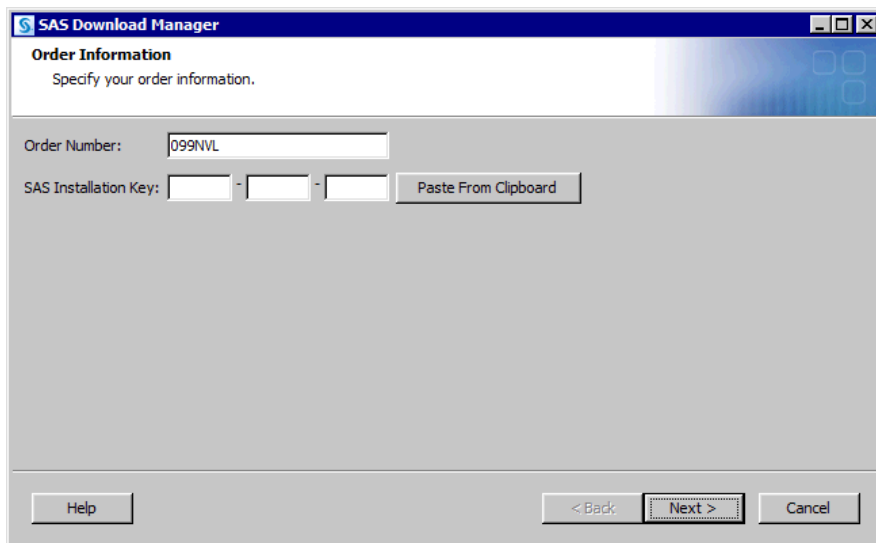 SAS Download Manager
Order Information
Specify your order information.
Order Number: 099NVL
SAS Installation Key: - - Paste From Clipboard
Help < Back Next > Cancel